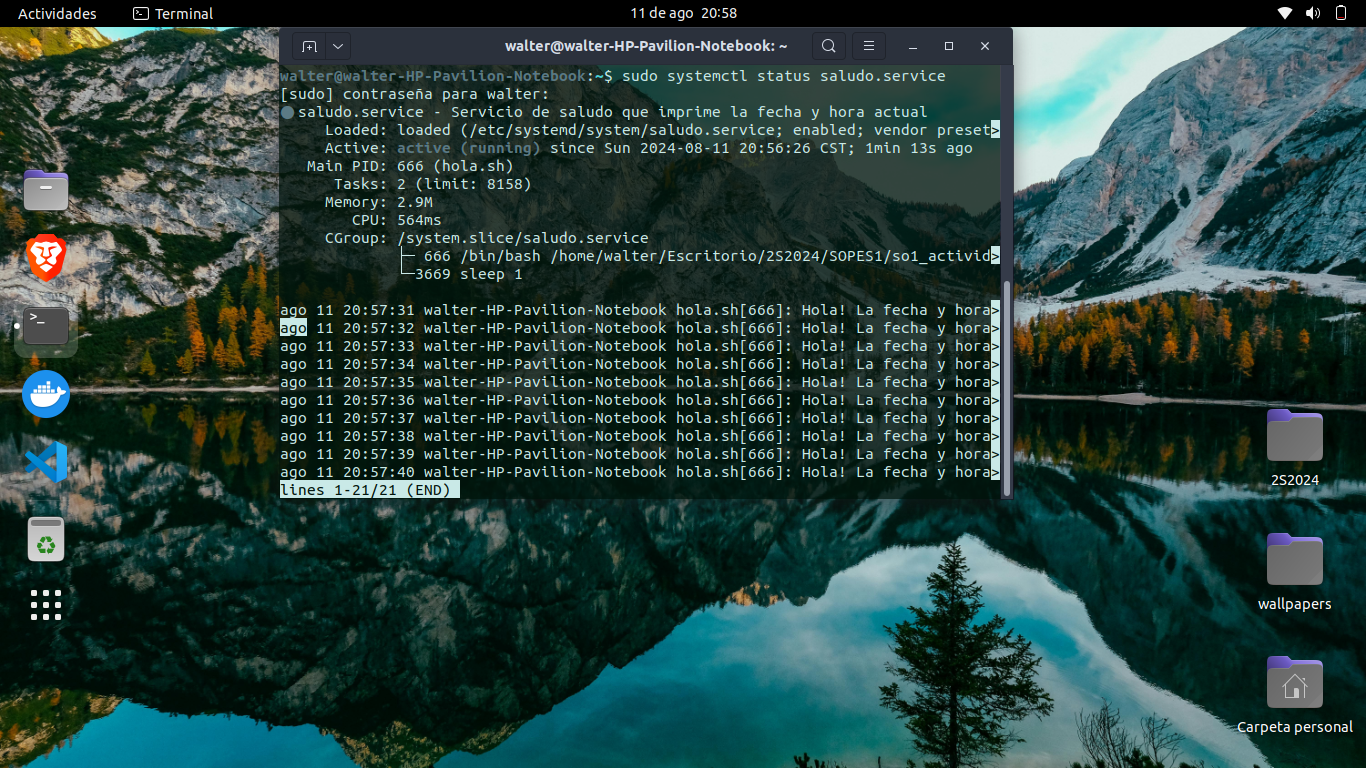 Actividades
Terminal
11 de ago 20:58
walter@walter-HP-Pavilion-Notebook: ~
walter@walter-HP-Pavilion-Notebook:~$ sudo systemctl status saludo.service
[sudo] contraseña para walter:
saludo.service - Servicio de saludo que imprime la fecha y hora actual
Loaded: loaded (/etc/systemd/system/saludo.service; enabled; vendor preset>
Active: active (running) since Sun 2024-08-11 20:56:26 CST; 1min 13s ago
Main PID: 666 (hola.sh)
Tasks: 2 (limit: 8158)
Memory: 2.9M
CPU: 564ms
CGroup: /system.slice/saludo.service
├─ 666 /bin/bash /home/walter/Escritorio/2S2024/SOPES1/so1_activid>
└─3669 sleep 1
ago 11 20:57:31 walter-HP-Pavilion-Notebook hola.sh[666]: Hola! La fecha y hora>
ago 11 20:57:32 walter-HP-Pavilion-Notebook hola.sh[666]: Hola! La fecha y hora>
ago 11 20:57:33 walter-HP-Pavilion-Notebook hola.sh[666]: Hola! La fecha y hora>
ago 11 20:57:34 walter-HP-Pavilion-Notebook hola.sh[666]: Hola! La fecha y hora>
ago 11 20:57:35 walter-HP-Pavilion-Notebook hola.sh[666]: Hola! La fecha y hora>
ago 11 20:57:36 walter-HP-Pavilion-Notebook hola.sh[666]: Hola! La fecha y hora>
ago 11 20:57:37 walter-HP-Pavilion-Notebook hola.sh[666]: Hola! La fecha y hora>
ago 11 20:57:38 walter-HP-Pavilion-Notebook hola.sh[666]: Hola! La fecha y hora>
ago 11 20:57:39 walter-HP-Pavilion-Notebook hola.sh[666]: Hola! La fecha y hora>
ago 11 20:57:40 walter-HP-Pavilion-Notebook hola.sh[666]: Hola! La fecha y hora>
lines 1-21/21 (END)
2S2024
wallpapers
Carpeta personal